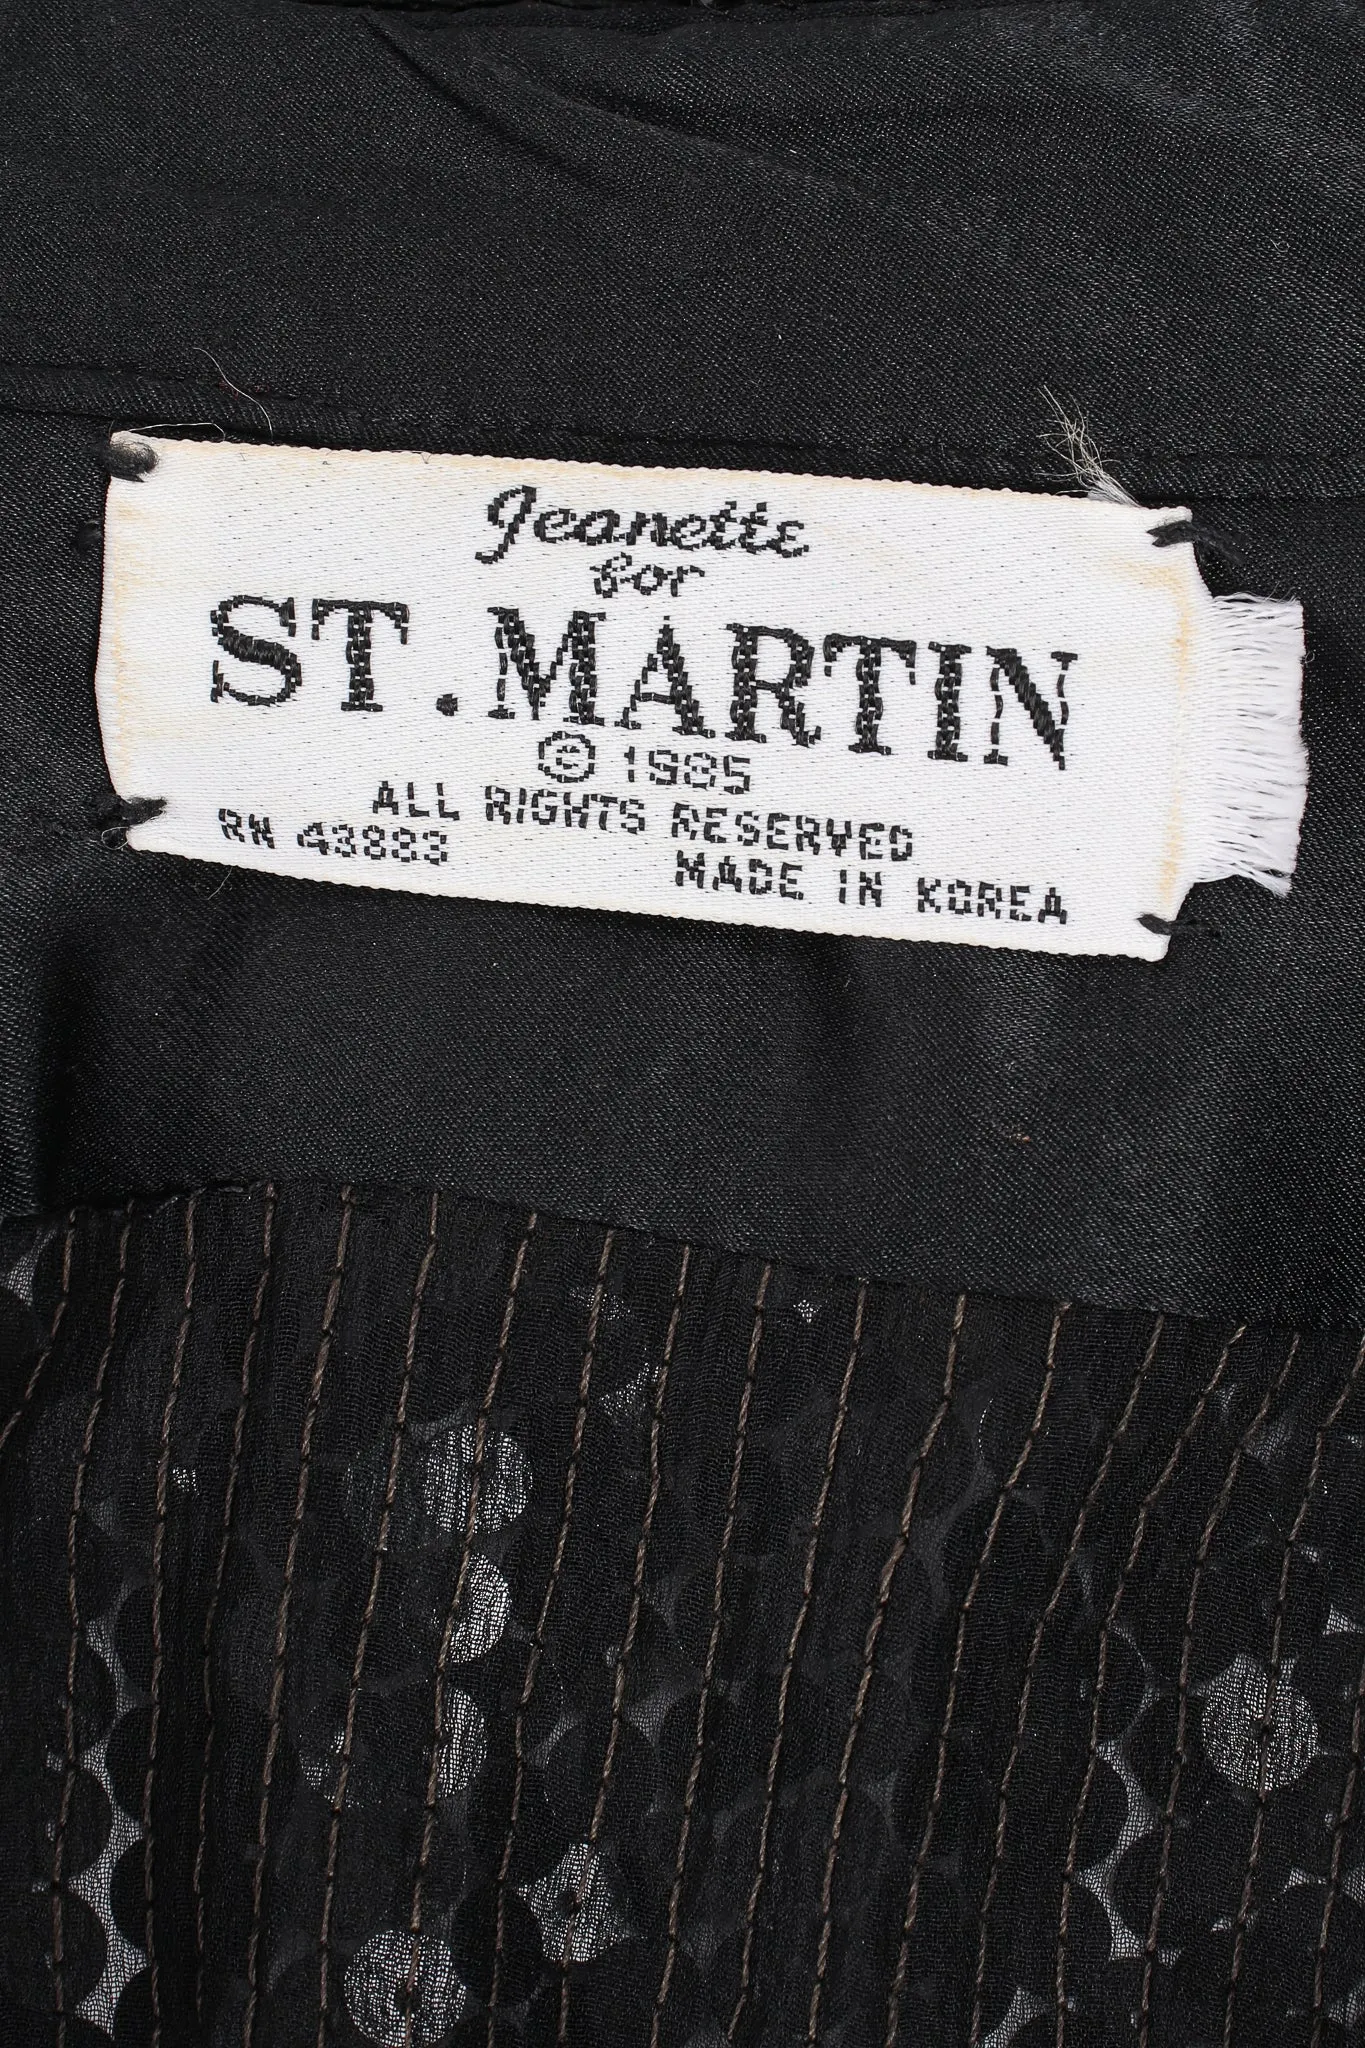 Jeanette
for
ST. MARTIN
© 1985
ALL RIGHTS RESERVED
RN 43883
MADE IN KOREA